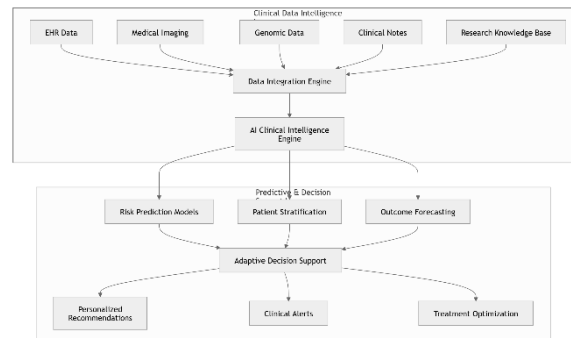 Clinical Data Intelligence
EHR Data
Medical Imaging
Genomic Data
Clinical Notes
Research Knowledge Base
Data Integration Engine
AI Clinical Intelligence
Engine
Predictive & Decision
Risk Prediction Models
Patient Stratification
Outcome Forecasting
Adaptive Decision Support
Personalized
Recommendations
Clinical Alerts
Treatment Optimization